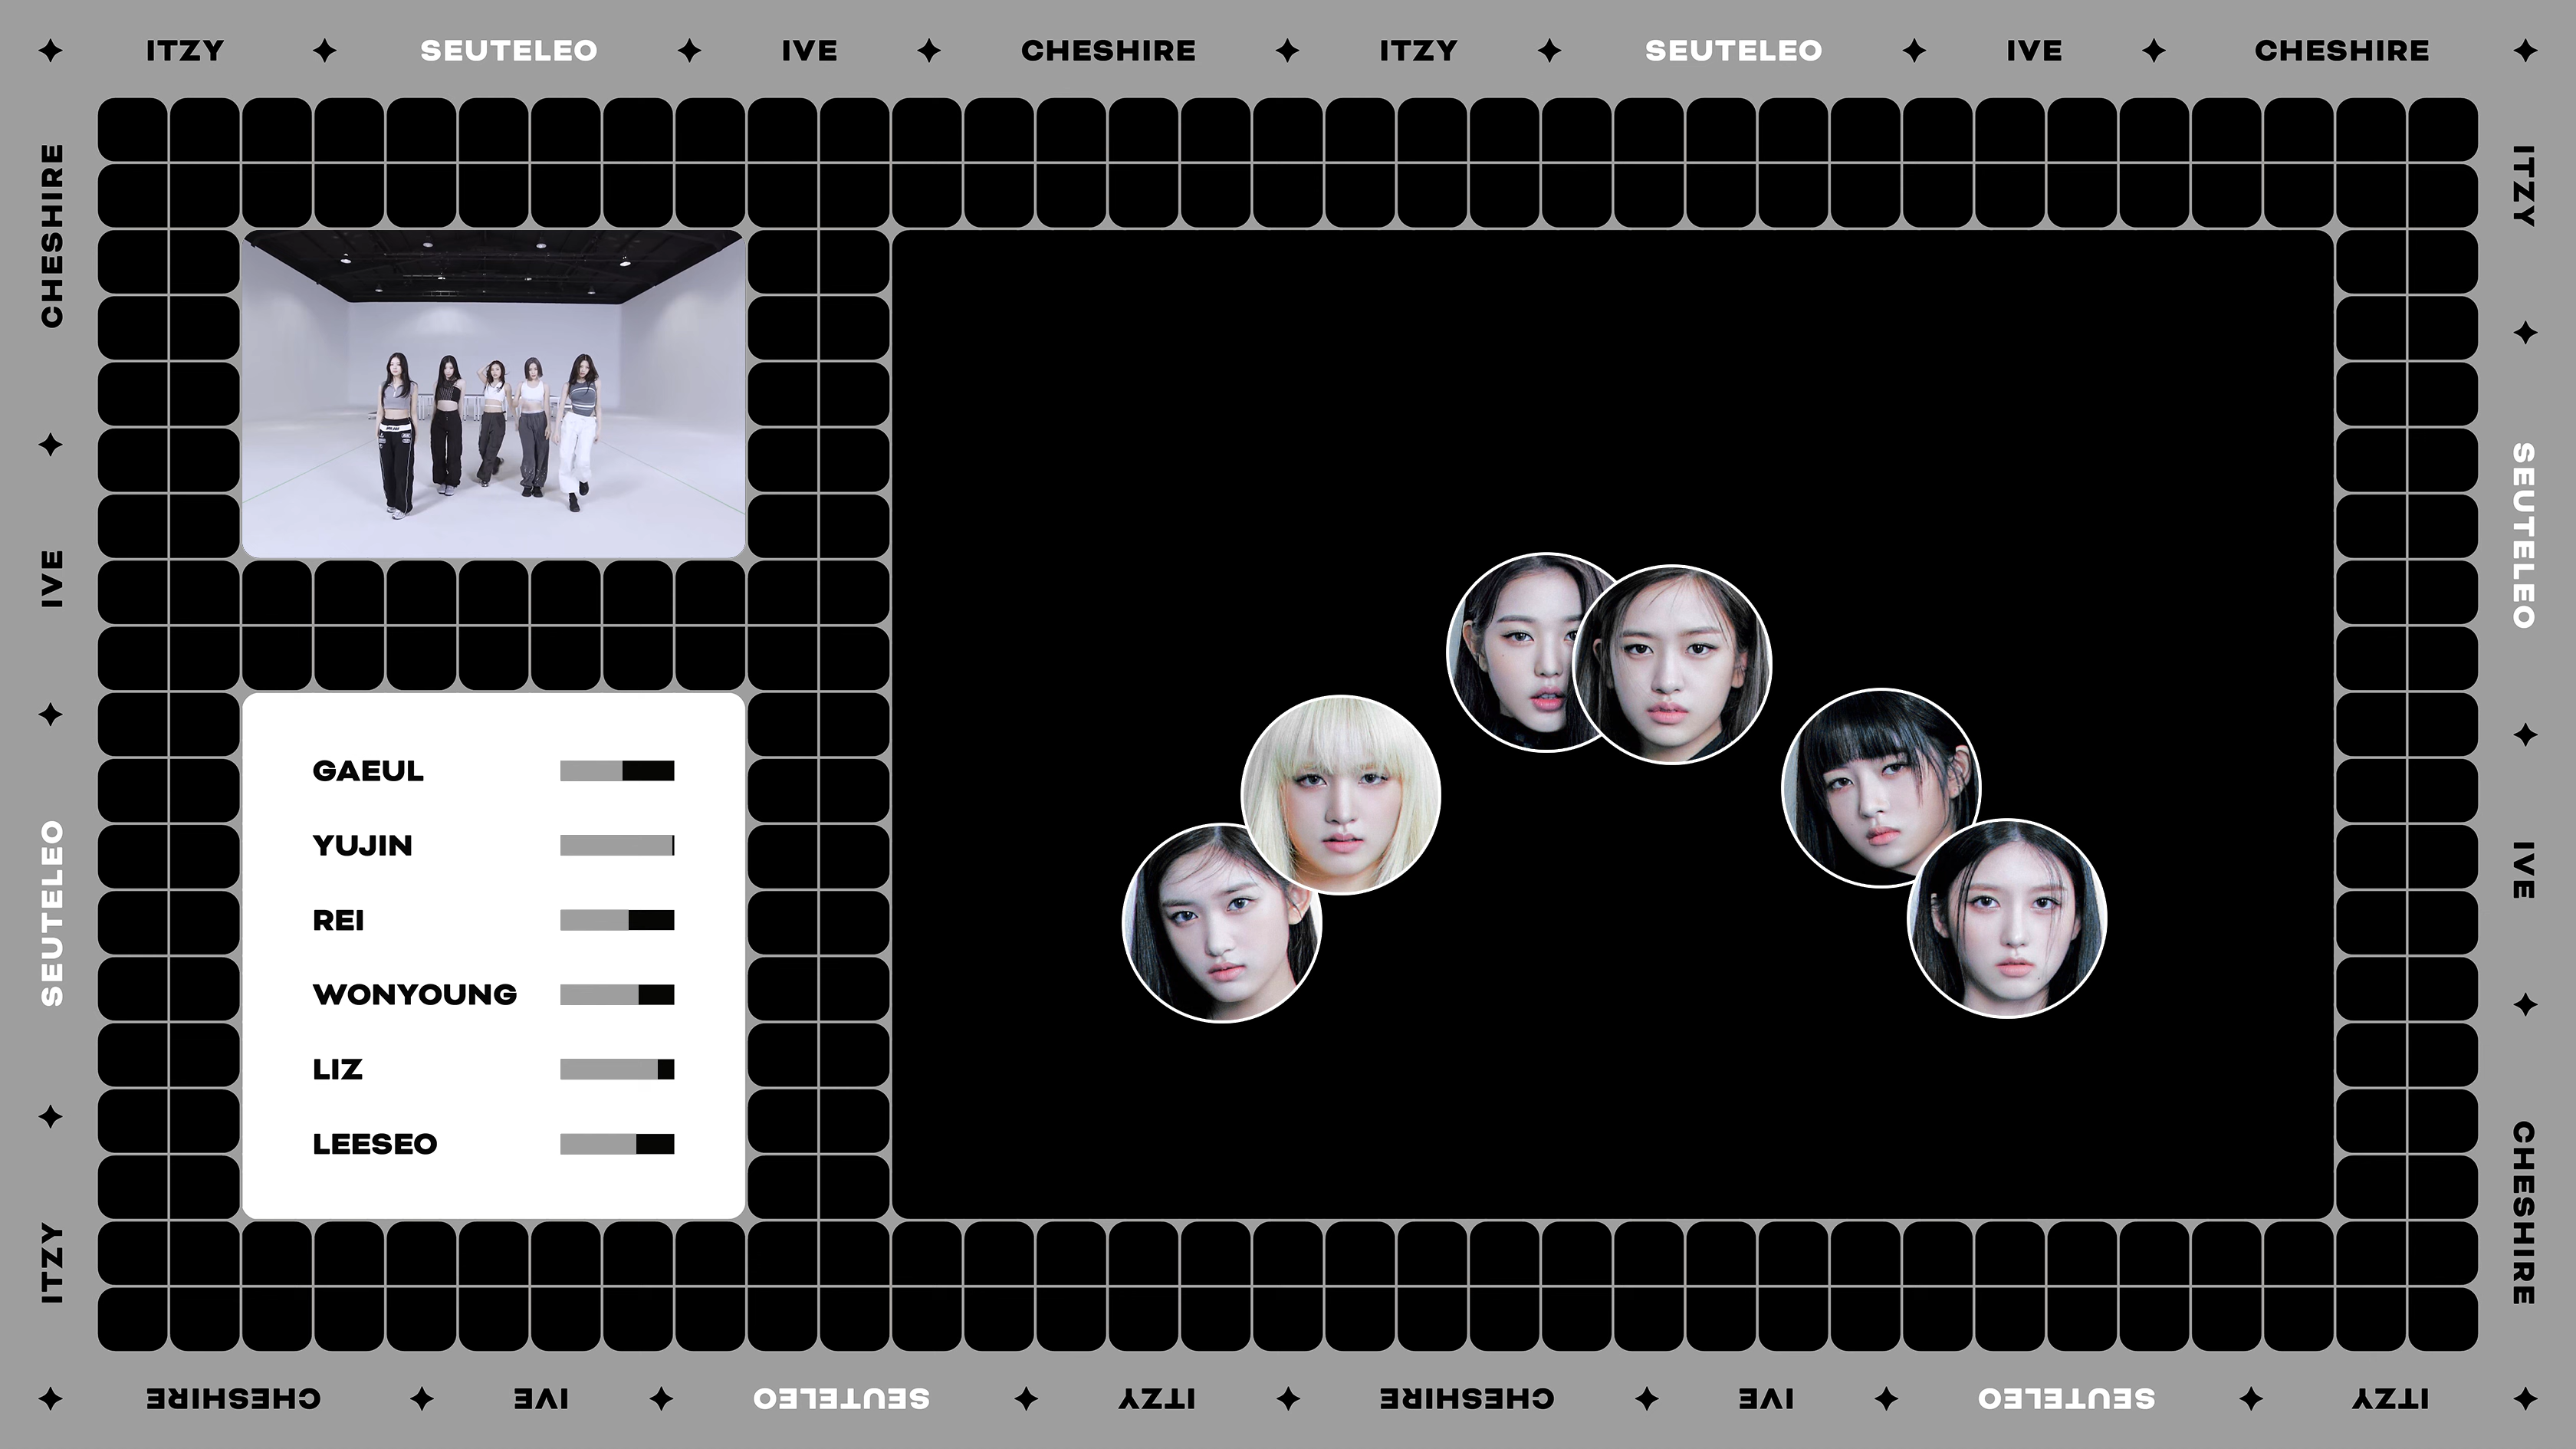 ITZY SEUTELEO IVE CHESHIRE ITZY SEUTELEO IVE CHESHIRE
CHESHIRE
IVE
SEUTELEO
ITZY
GAEUL
YUJIN
REI
WONYOUNG
LIZ
LEESEO
ITZY
SEUTELEO
IVE
CHESHIRE
ITZY SEUTELEO IVE CHESHIRE ITZY SEUTELEO IVE CHESHIRE